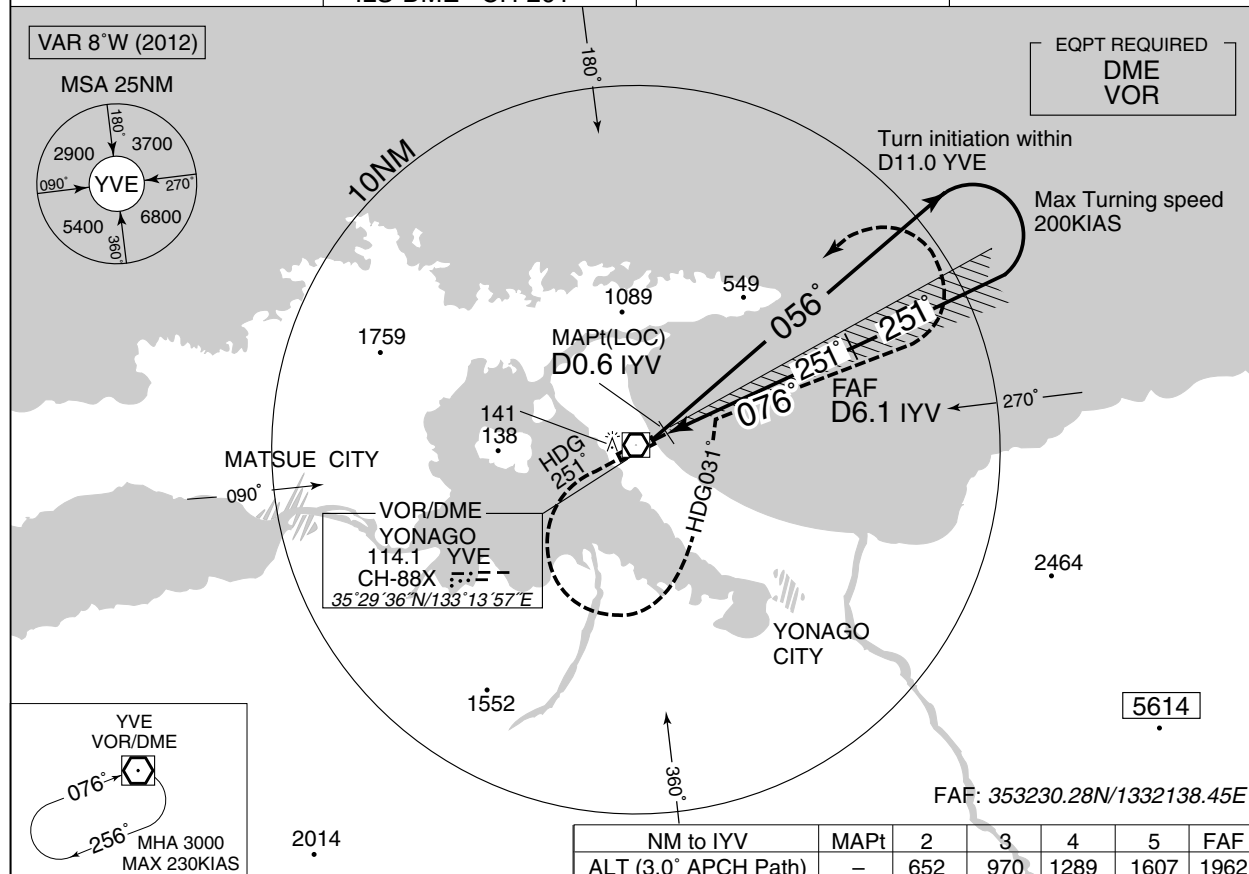 ILS-DME CH-261
VAR 8°W (2012)
MSA 25NM
180°
2900
3700
YVE
090°
270°
5400
6800
360°
180°
EQPT REQUIRED
DME
VOR
10NM
Turn initiation within
D11.0 YVE
Max Turning speed
200KIAS
056°
549
1089
1759
251°
251°
076°
MAPt(LOC)
D0.6 IYV
FAF
D6.1 IYV
270°
141
138
HDG
251°
HDG031°
MATSUE CITY
090°
VOR/DME
YONAGO
114.1 YVE
CH-88X
35°29´36˝N/133°13´57˝E
2464
YONAGO
CITY
1552
5614
360°
YVE
VOR/DME
076°
256°
MHA 3000
MAX 230KIAS
2014
FAF: 353230.28N/1332138.45E
NM to IYV MAPt 2 3 4 5 FAF
ALT (3.0° APCH Path) – 652 970 1289 1607 1962